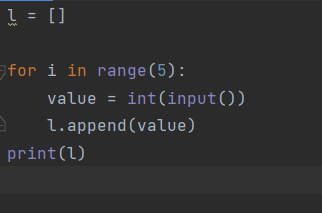 l = []
for i in range(5):
    value = int(input())
    l.append(value)
print(l)